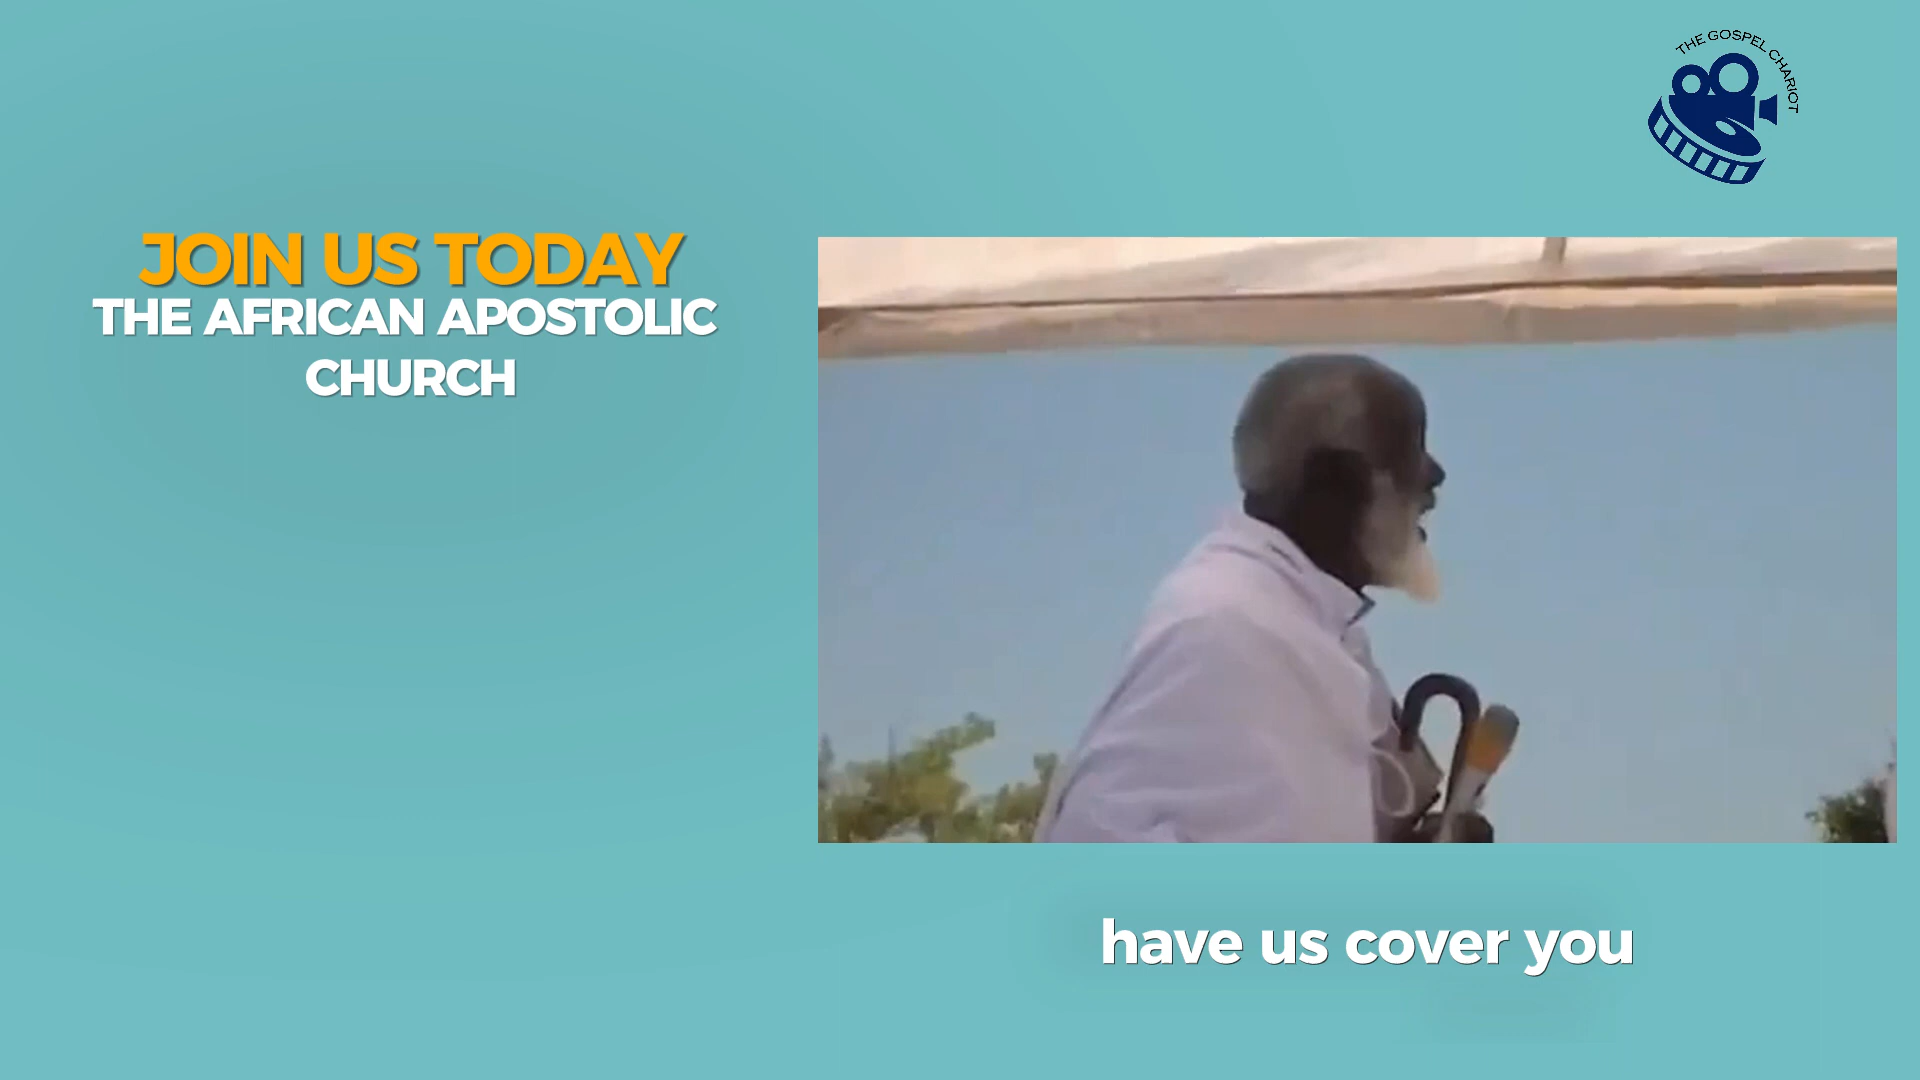 THE GOSPEL CHARIOT
JOIN US TODAY
THE AFRICAN APOSTOLIC
CHURCH
have us cover you